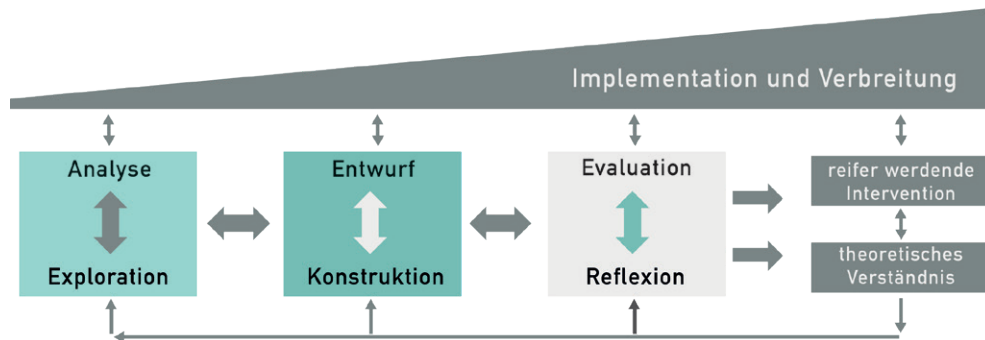 Implementation und Verbreitung
Analyse
Exploration
Entwurf
Konstruktion
Evaluation
Reflexion
reifer werdende
Intervention
theoretisches
Verständnis